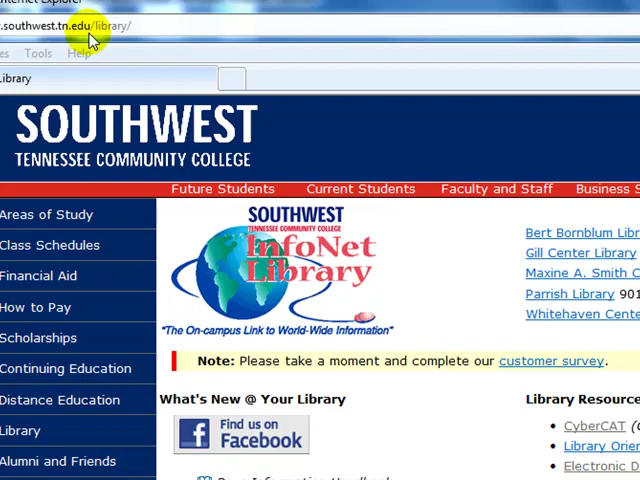 Internet Explorer
.southwest.tn.edu/library/
es Tools Help
Library
SOUTHWEST
TENNESSEE COMMUNITY COLLEGE
Future Students Current Students Faculty and Staff Business S
Areas of Study
Class Schedules
Financial Aid
How to Pay
Scholarships
Continuing Education
Distance Education
Library
Alumni and Friends
SOUTHWEST
TENNESSEE COMMUNITY COLLEGE
InfoNet
Library
"The On-campus Link to World-Wide Information"
Bert Bornblum Libr
Gill Center Library
Maxine A. Smith C
Parrish Library 901
Whitehaven Cente
Note: Please take a moment and complete our customer survey.
What's New @ Your Library
Find us on
Facebook
Library Resource
CyberCAT (C
Library Orien
Electronic D